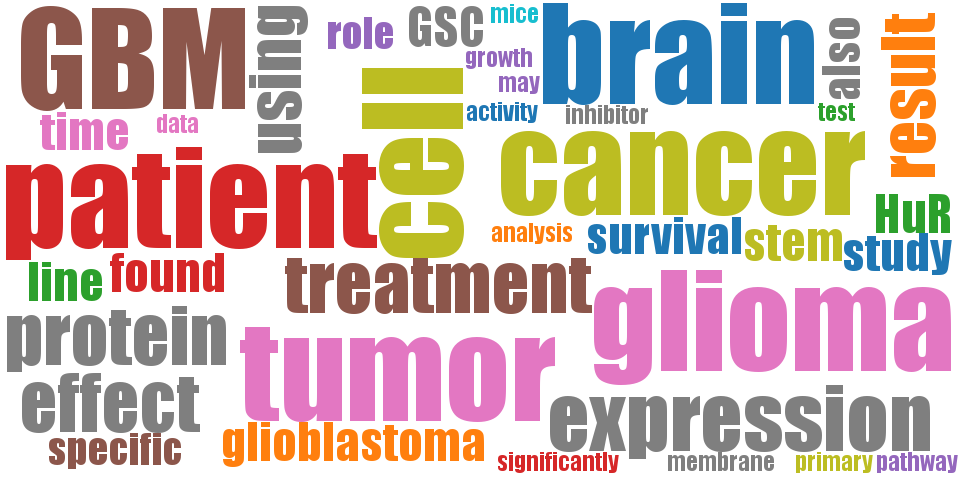 GBM
using
role
GSC
mice
brain
also
result
growth
may
cell
activity
inhibitor
test
time
data
patient
cancer
HuR
analysis
survival
stem
study
line
found
treatment
glioma
protein
tumor
effect
expression
specific
glioblastoma
significantly
membrane
primary
pathway